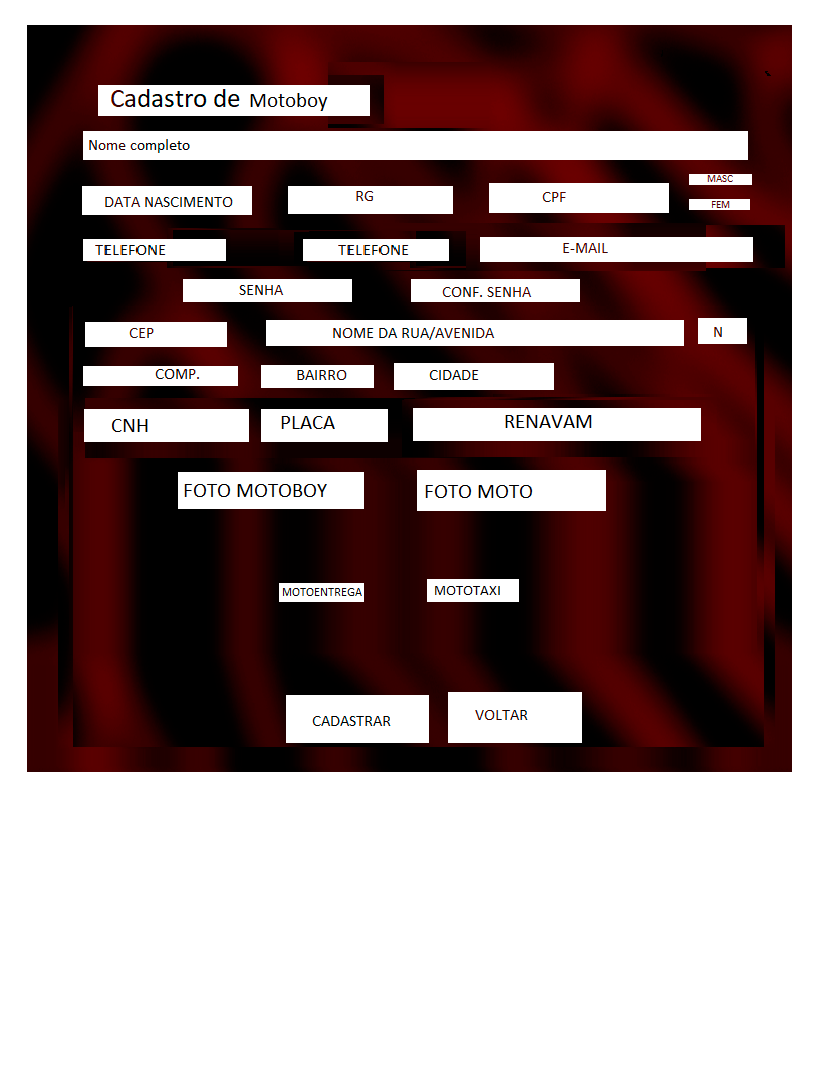 Cadastro de Motoboy
Nome completo
MASC
DATA NASCIMENTO RG CPF
FEM
TELEFONE TELEFONE E-MAIL
SENHA CONF. SENHA
CEP NOME DA RUA/AVENIDA N
COMP. BAIRRO CIDADE
CNH PLACA RENAVAM
FOTO MOTOBOY FOTO MOTO
MOTOENTREGA MOTOTAXI
CADASTRAR VOLTAR